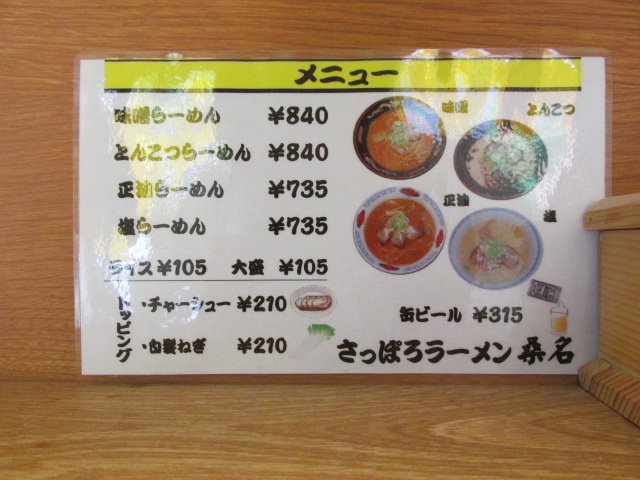 メニュー
味噌らーめん ¥840
とんこつらーめん ¥840
正油らーめん ¥735
塩らーめん ¥735
ライス ¥105 大盛 ¥105
トッピング
・チャーシュー ¥210
・白髪ねぎ ¥210
味噌
とんこつ
正油
塩
缶ビール ¥315
さっぽろラーメン 桑名